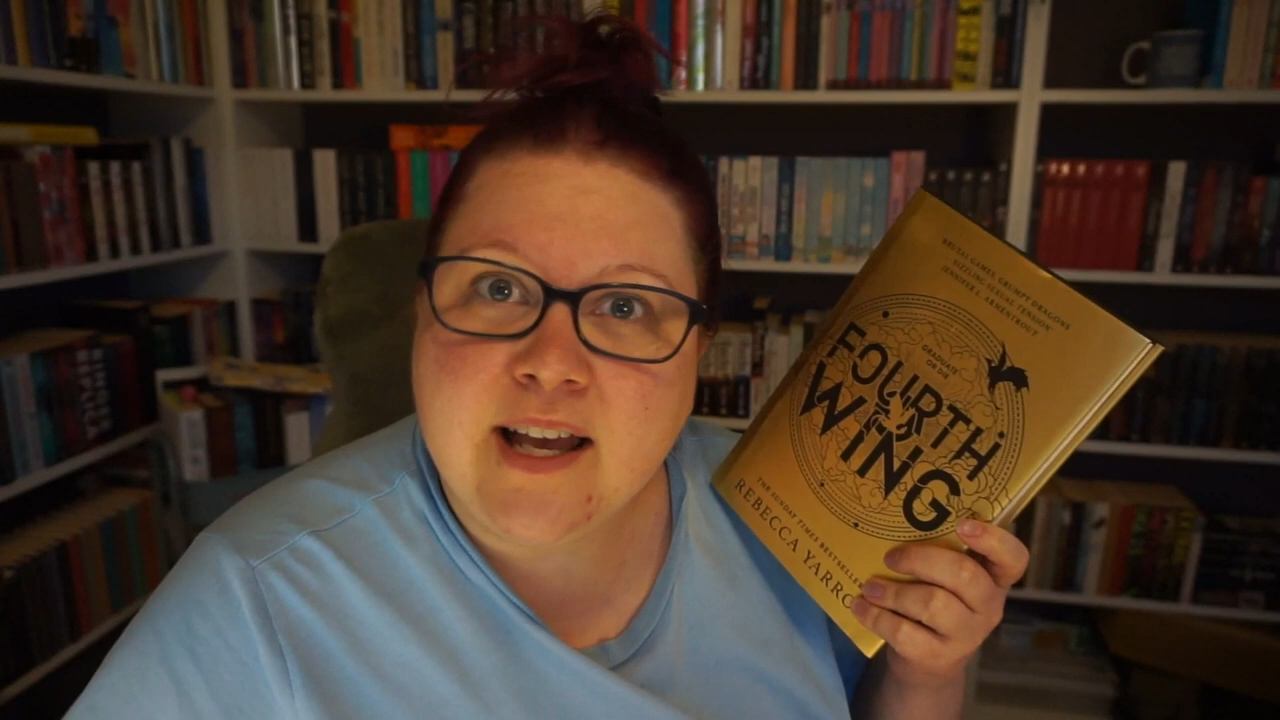 BRUTAL GAMES. GRUMPY DRAGONS
SIZZLING SEXUAL TENSION'
JENNIFER L. ARMENTROUT
GRADUATE
OR DIE
FOURTH
WING
THE SUNDAY TIMES BESTSELLER
REBECCA YARRO